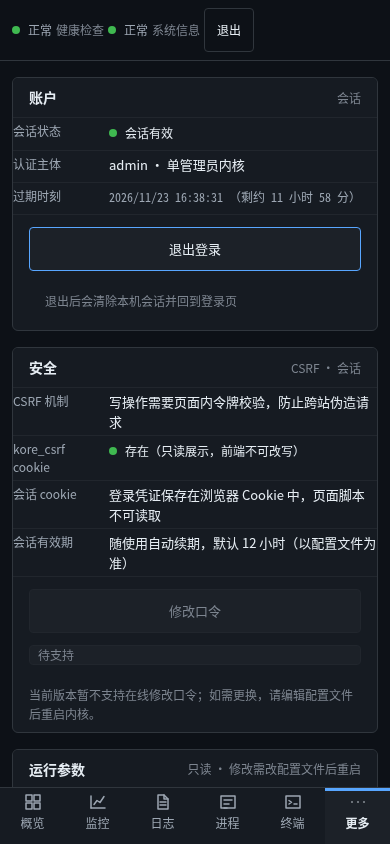 正常 健康检查 正常 系统信息 退出
账户 会话
会话状态 会话有效
认证主体 admin · 单管理员内核
过期时刻 2026/11/23 16:38:31 （剩约 11 小时 58 分）
退出登录
退出后会清除本机会话并回到登录页
安全 CSRF · 会话
CSRF 机制 写操作需要页面内令牌校验，防止跨站伪造请
求
kore_csrf 存在（只读展示，前端不可改写）
cookie
会话 cookie 登录凭证保存在浏览器 Cookie 中，页面脚本
不可读取
会话有效期 随使用自动续期，默认 12 小时（以配置文件为
准）
修改口令
待支持
当前版本暂不支持在线修改口令；如需更换，请编辑配置文件
后重启内核。
运行参数 只读 · 修改需改配置文件后重启
概览 监控 日志 进程 终端 更多